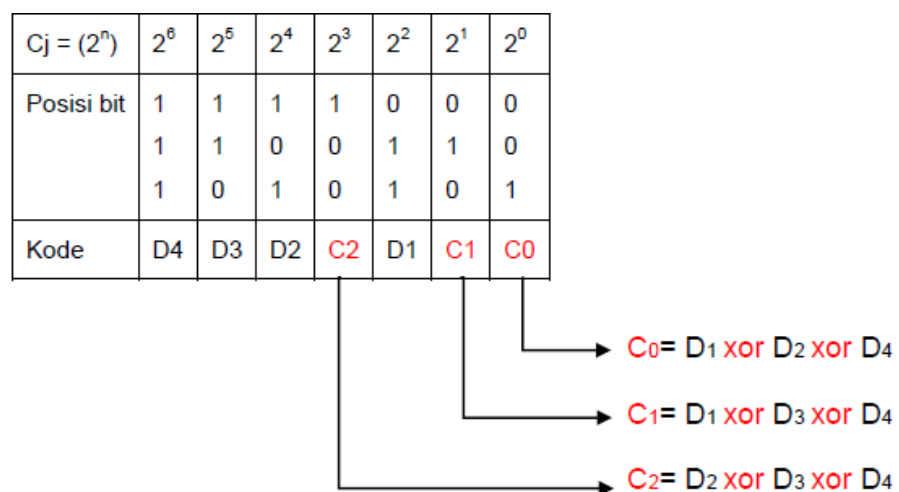 Cj = (2ⁿ) 2⁶ 2⁵ 2⁴ 2³ 2² 2¹ 2⁰
Posisi bit 1 1 1 1 0 0 0
1 1 0 0 1 1 0
1 0 1 0 1 0 1
Kode D4 D3 D2 C2 D1 C1 C0
C₀= D₁ xor D₂ xor D₄
C₁= D₁ xor D₃ xor D₄
C₂= D₂ xor D₃ xor D₄